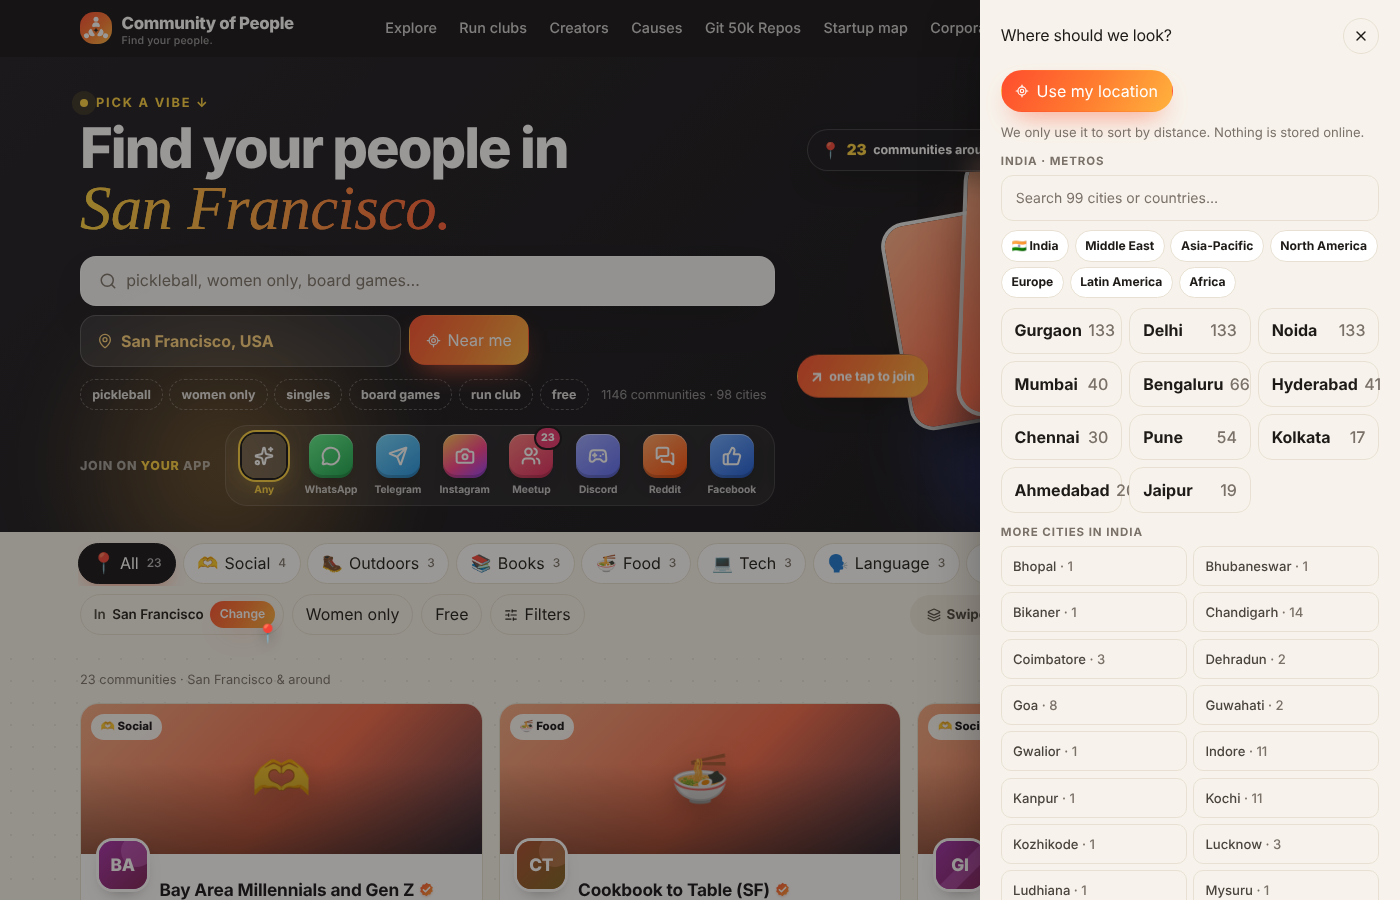 Community of People
Find your people.
Explore
Run clubs
Creators
Causes
Git 50k Repos
Startup map
PICK A VIBE ↓
Find your people in
San Francisco.
pickleball, women only, board games...
San Francisco, USA
Near me
pickleball
women only
singles
board games
run club
free
1146 communities · 98 cities
JOIN ON YOUR APP
Any
WhatsApp
Telegram
Instagram
23
Meetup
Discord
Reddit
Facebook
📍 23 communities
one tap to join
All 23
Social 4
Outdoors 3
Books 3
Food 3
Tech 3
Language 3
In San Francisco Change
Women only
Free
Filters
23 communities · San Francisco & around
Social
BA
Bay Area Millennials and Gen Z
Food
CT
Cookbook to Table (SF)
GI
Where should we look?
Use my location
We only use it to sort by distance. Nothing is stored online.
INDIA · METROS
Search 99 cities or countries...
India
Middle East
Asia-Pacific
North America
Europe
Latin America
Africa
Gurgaon 133
Delhi 133
Noida 133
Mumbai 40
Bengaluru 66
Hyderabad 41
Chennai 30
Pune 54
Kolkata 17
Ahmedabad
Jaipur 19
MORE CITIES IN INDIA
Bhopal · 1
Bhubaneswar · 1
Bikaner · 1
Chandigarh · 14
Coimbatore · 3
Dehradun · 2
Goa · 8
Guwahati · 2
Gwalior · 1
Indore · 11
Kanpur · 1
Kochi · 11
Kozhikode · 1
Lucknow · 3
Ludhiana · 1
Mysuru · 1